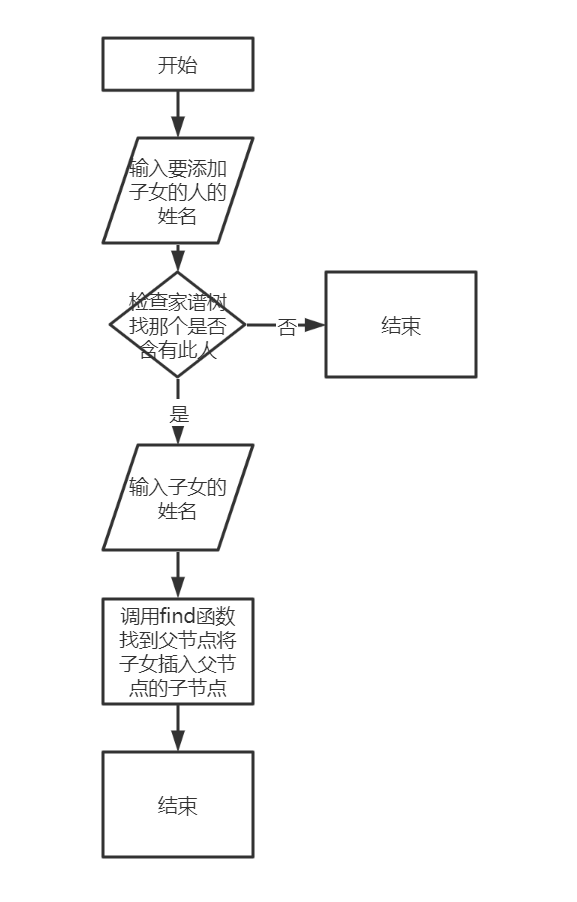 开始
输入要添加
子女的人的
姓名
检查家谱树
找那个是否
含有此人
否
结束
是
输入子女的
姓名
调用find函数
找到父节点将
子女插入父节
点的子节点
结束